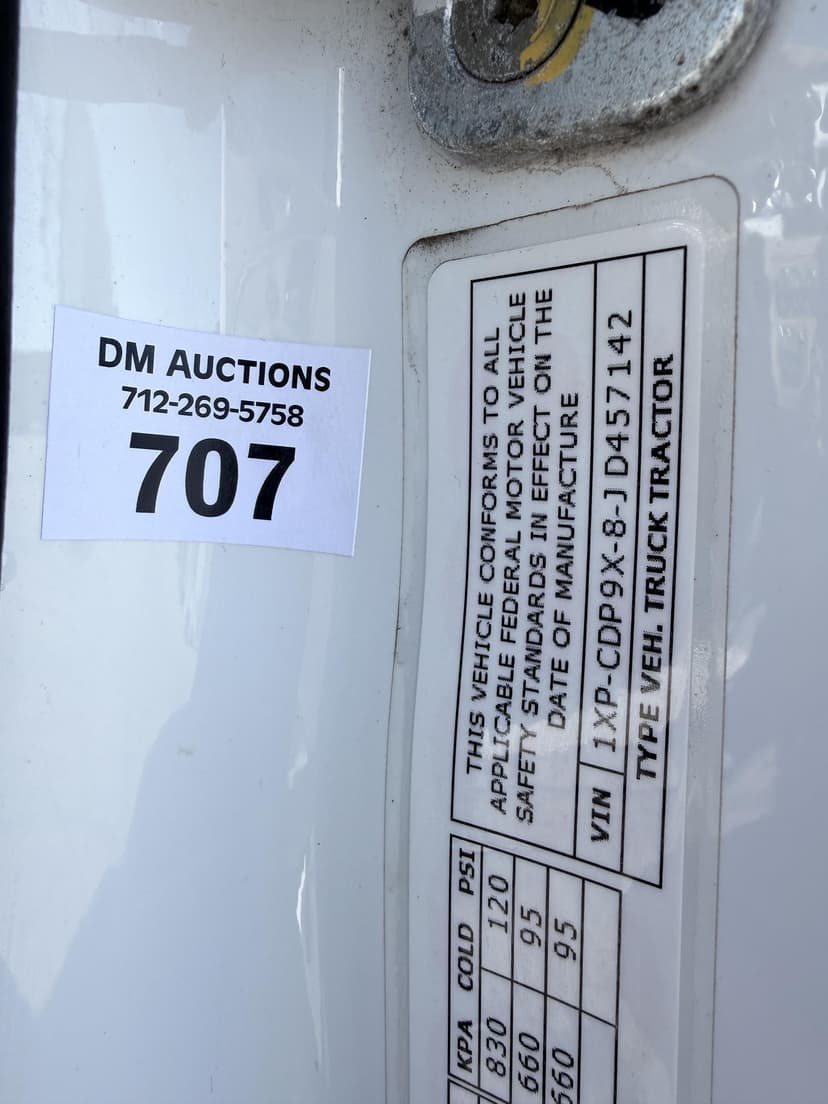 DM AUCTIONS
712-269-5758
707
THIS VEHICLE CONFORMS TO ALL
APPLICABLE FEDERAL MOTOR VEHICLE
SAFETY STANDARDS IN EFFECT ON THE
DATE OF MANUFACTURE
VIN 1XP-CDP9X-8-JD457142
TYPE VEH. TRUCK TRACTOR
KPA COLD PSI
830 120
660 95
660 95